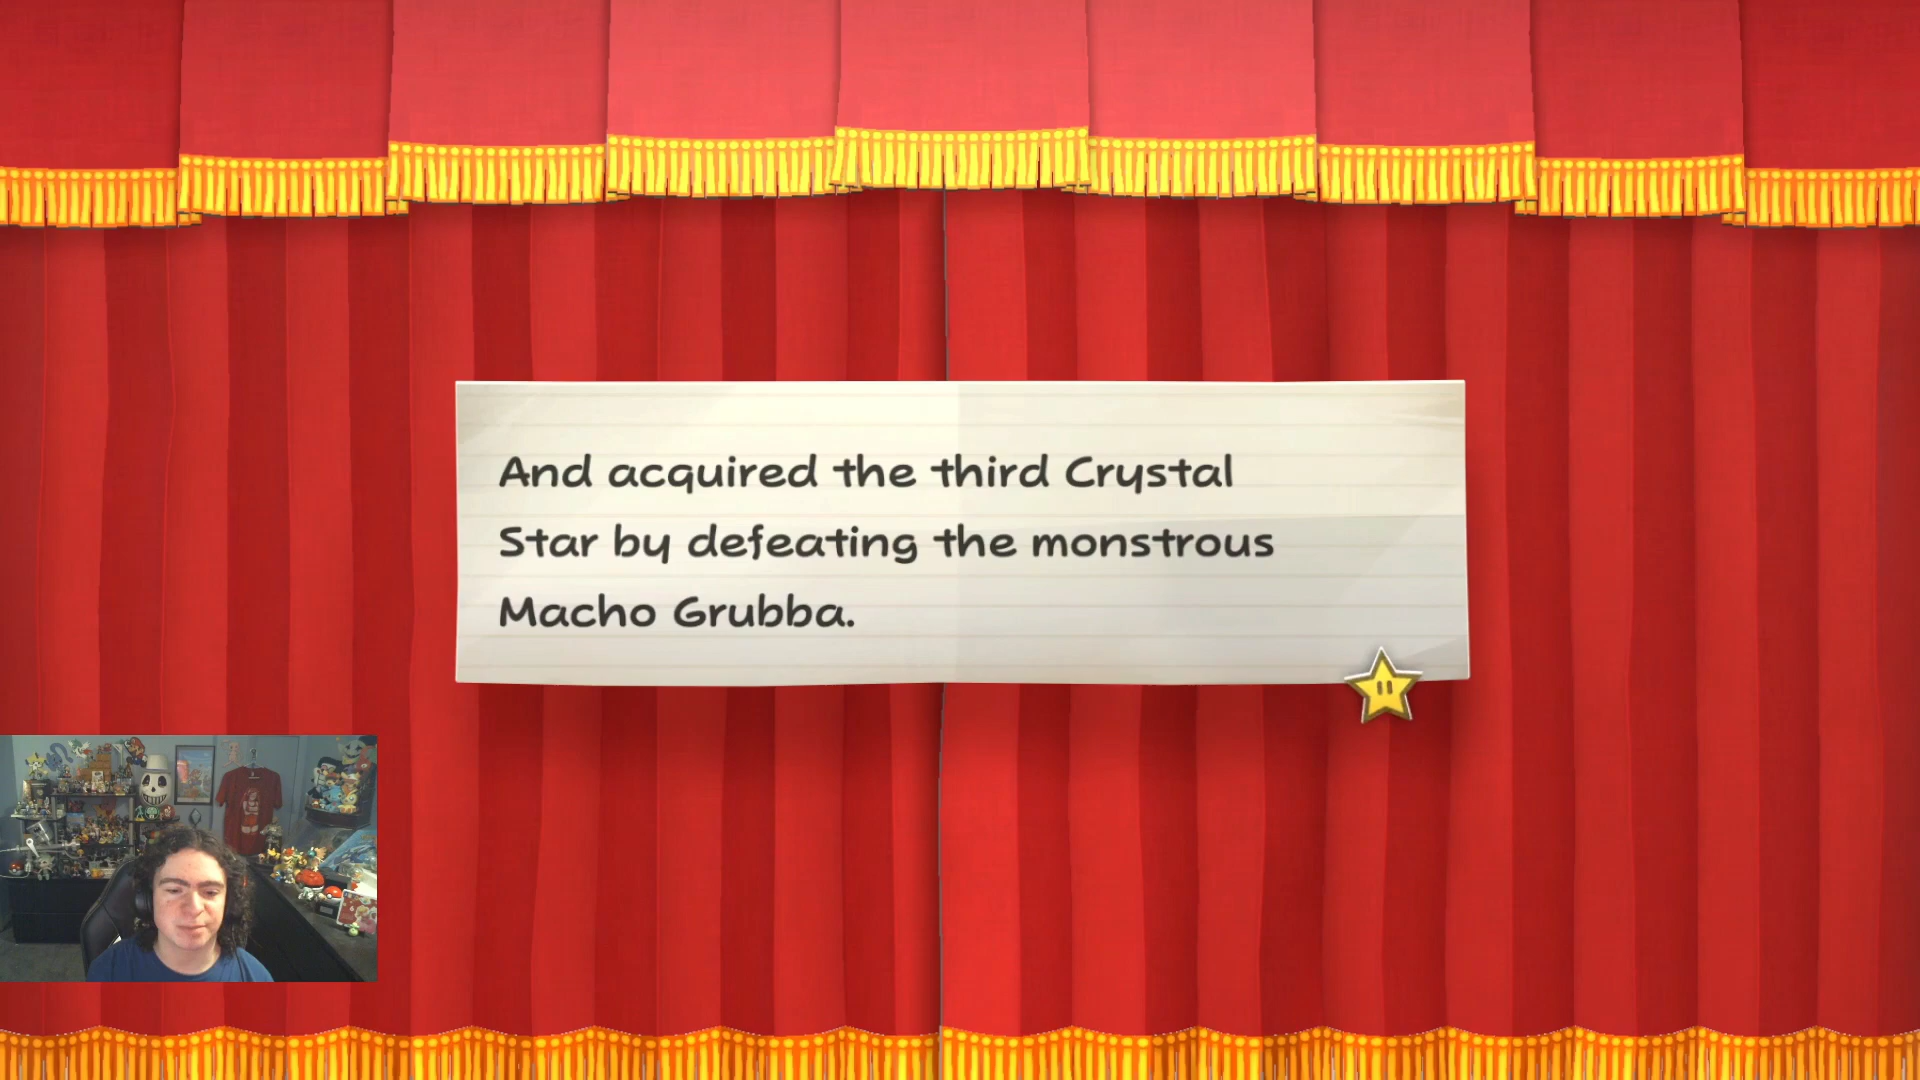 And acquired the third Crystal
Star by defeating the monstrous
Macho Grubba.